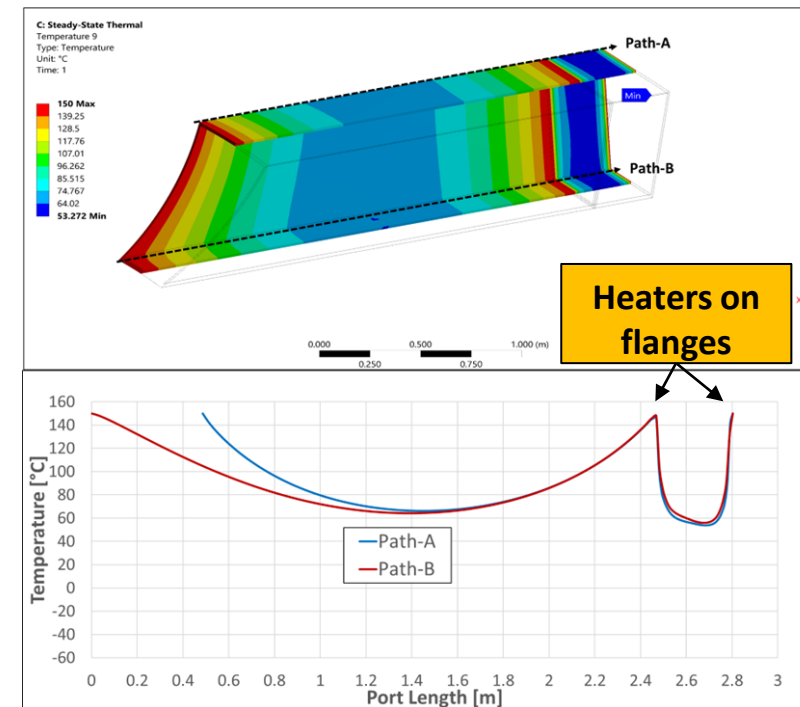 C: Steady-State Thermal
Temperature 9
Type: Temperature
Unit: °C
Time: 1
150 Max
139.25
128.5
117.76
107.01
96.262
85.515
74.767
64.02
53.272 Min
Path-A
Min
Path-B
0.000
0.500
1.000 (m)
0.250
0.750
Heaters on
flanges
x
Temperature [°C]
160
140
120
100
80
60
40
20
0
-20
-40
-60
Path-A
Path-B
0 0.2 0.4 0.6 0.8 1 1.2 1.4 1.6 1.8 2 2.2 2.4 2.6 2.8 3
Port Length [m]